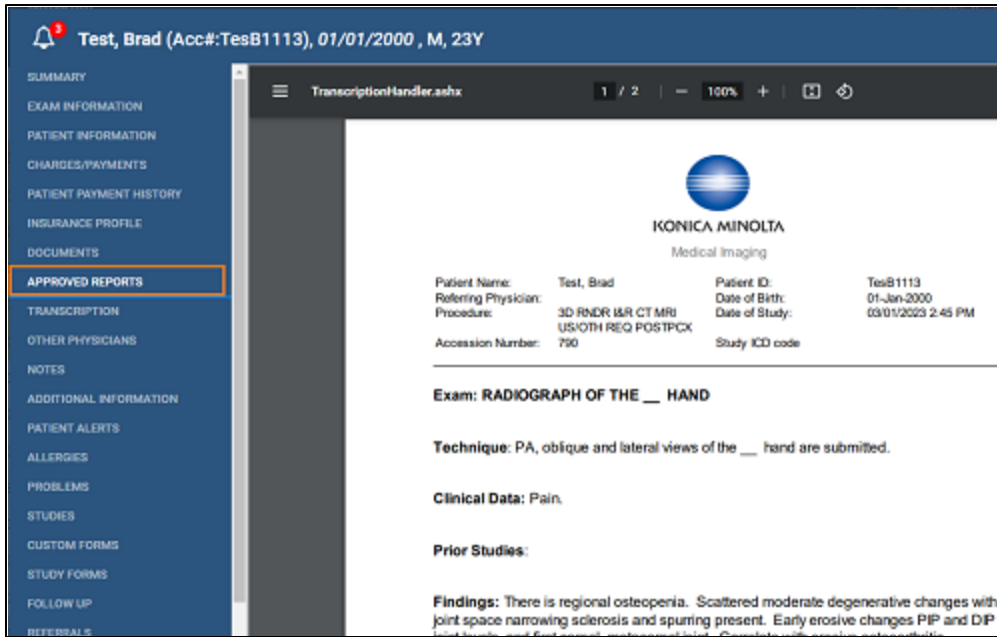 3
Test, Brad (Acc#:TesB1113), 01/01/2000 , M, 23Y
SUMMARY
EXAM INFORMATION
PATIENT INFORMATION
CHARGES/PAYMENTS
PATIENT PAYMENT HISTORY
INSURANCE PROFILE
DOCUMENTS
APPROVED REPORTS
TRANSCRIPTION
OTHER PHYSICIANS
NOTES
ADDITIONAL INFORMATION
PATIENT ALERTS
ALLERGIES
PROBLEMS
STUDIES
CUSTOM FORMS
STUDY FORMS
FOLLOW UP
REFERRALS
TranscriptionHandler.ashx 1 / 2 | − 100% + |
KONICA MINOLTA
Medical Imaging
Patient Name: Test, Brad Patient ID: TesB1113
Referring Physician: Date of Birth: 01-Jan-2000
Procedure: 3D RNDR I&R CT MRI Date of Study: 03/01/2023 2:45 PM
US/OTH REQ POSTPCX
Accession Number: 790 Study ICD code
Exam: RADIOGRAPH OF THE __ HAND
Technique: PA, oblique and lateral views of the __ hand are submitted.
Clinical Data: Pain.
Prior Studies:
Findings: There is regional osteopenia. Scattered moderate degenerative changes with
joint space narrowing sclerosis and spurring present. Early erosive changes PIP and DIP